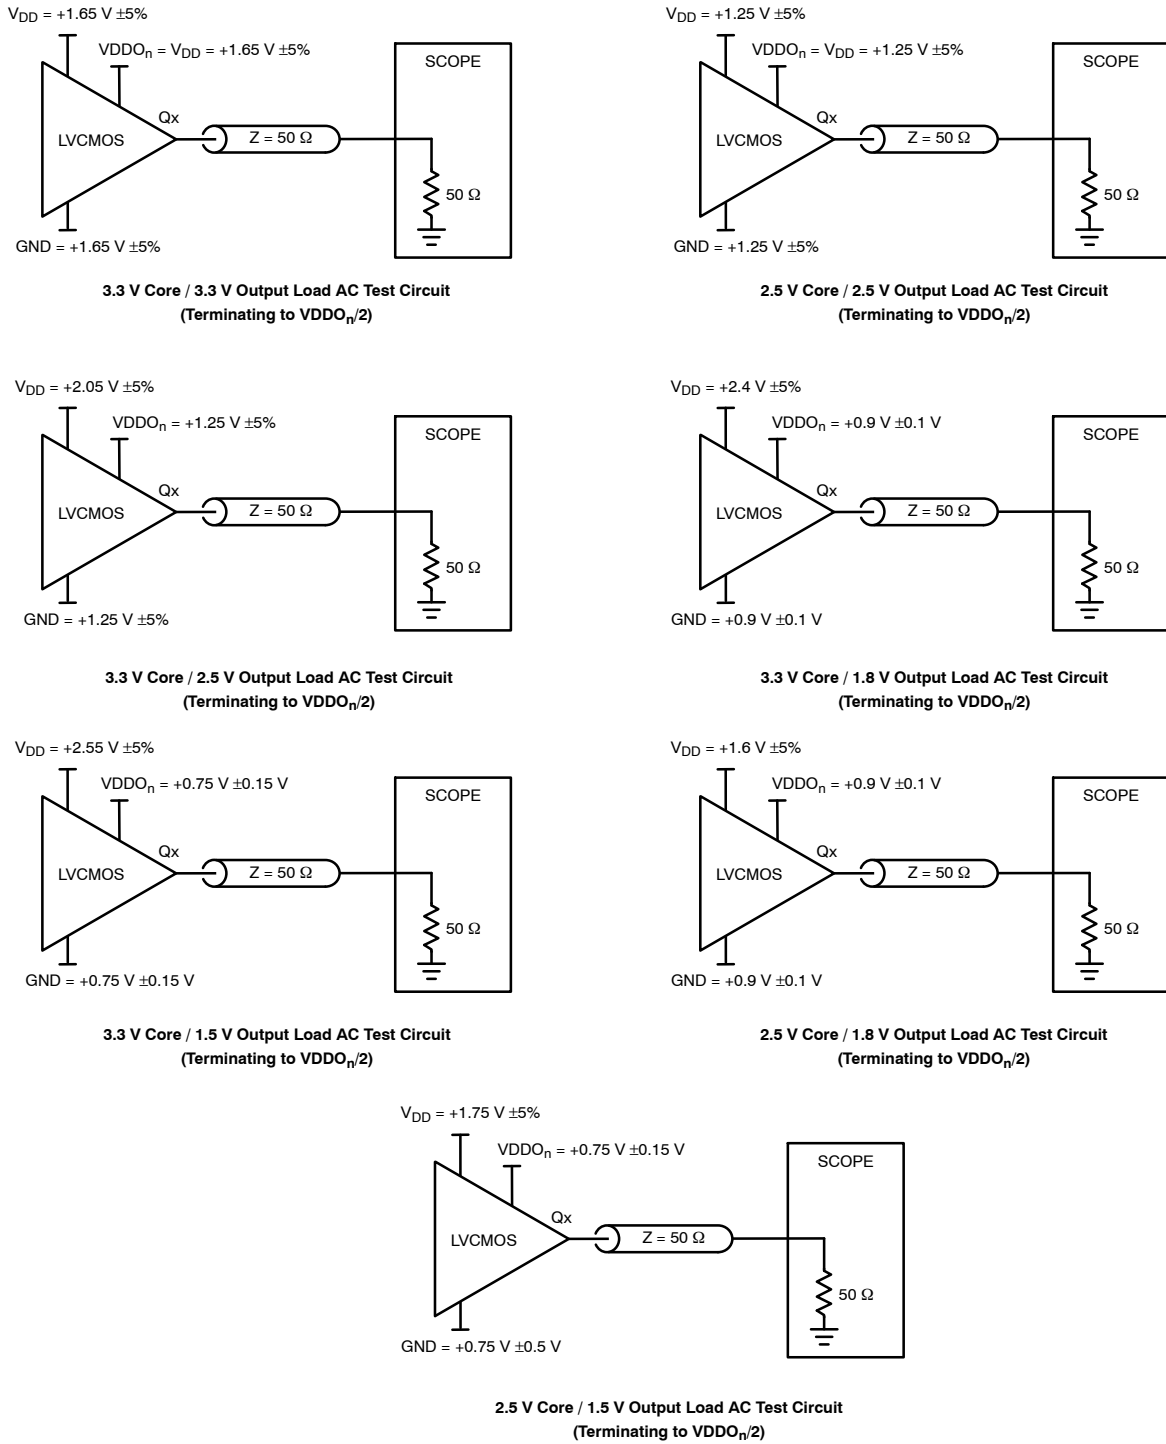 V_DD = +1.65 V ±5%
VDDO_n = V_DD = +1.65 V ±5%
SCOPE
Qx
LVCMOS
Z = 50 Ω
50 Ω
GND = +1.65 V ±5%
3.3 V Core / 3.3 V Output Load AC Test Circuit
(Terminating to VDDO_n/2)
V_DD = +1.25 V ±5%
VDDO_n = V_DD = +1.25 V ±5%
SCOPE
Qx
LVCMOS
Z = 50 Ω
50 Ω
GND = +1.25 V ±5%
2.5 V Core / 2.5 V Output Load AC Test Circuit
(Terminating to VDDO_n/2)
V_DD = +2.05 V ±5%
VDDO_n = +1.25 V ±5%
SCOPE
Qx
LVCMOS
Z = 50 Ω
50 Ω
GND = +1.25 V ±5%
3.3 V Core / 2.5 V Output Load AC Test Circuit
(Terminating to VDDO_n/2)
V_DD = +2.4 V ±5%
VDDO_n = +0.9 V ±0.1 V
SCOPE
Qx
LVCMOS
Z = 50 Ω
50 Ω
GND = +0.9 V ±0.1 V
3.3 V Core / 1.8 V Output Load AC Test Circuit
(Terminating to VDDO_n/2)
V_DD = +2.55 V ±5%
VDDO_n = +0.75 V ±0.15 V
SCOPE
Qx
LVCMOS
Z = 50 Ω
50 Ω
GND = +0.75 V ±0.15 V
3.3 V Core / 1.5 V Output Load AC Test Circuit
(Terminating to VDDO_n/2)
V_DD = +1.6 V ±5%
VDDO_n = +0.9 V ±0.1 V
SCOPE
Qx
LVCMOS
Z = 50 Ω
50 Ω
GND = +0.9 V ±0.1 V
2.5 V Core / 1.8 V Output Load AC Test Circuit
(Terminating to VDDO_n/2)
V_DD = +1.75 V ±5%
VDDO_n = +0.75 V ±0.15 V
SCOPE
Qx
LVCMOS
Z = 50 Ω
50 Ω
GND = +0.75 V ±0.5 V
2.5 V Core / 1.5 V Output Load AC Test Circuit
(Terminating to VDDO_n/2)